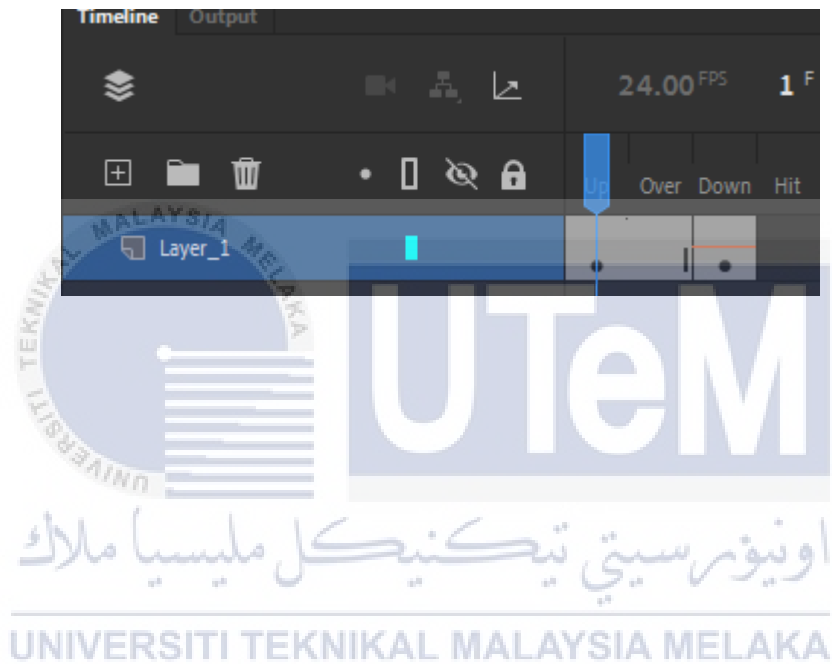 Timeline Output
24.00 FPS 1 F
Up Over Down Hit
Layer_1
UNIVERSITI TEKNIKAL MALAYSIA MELAKA
UTeM
اونيۏرسيتي تيكنيكل مليسيا ملاك
UNIVERSITI TEKNIKAL MALAYSIA MELAKA